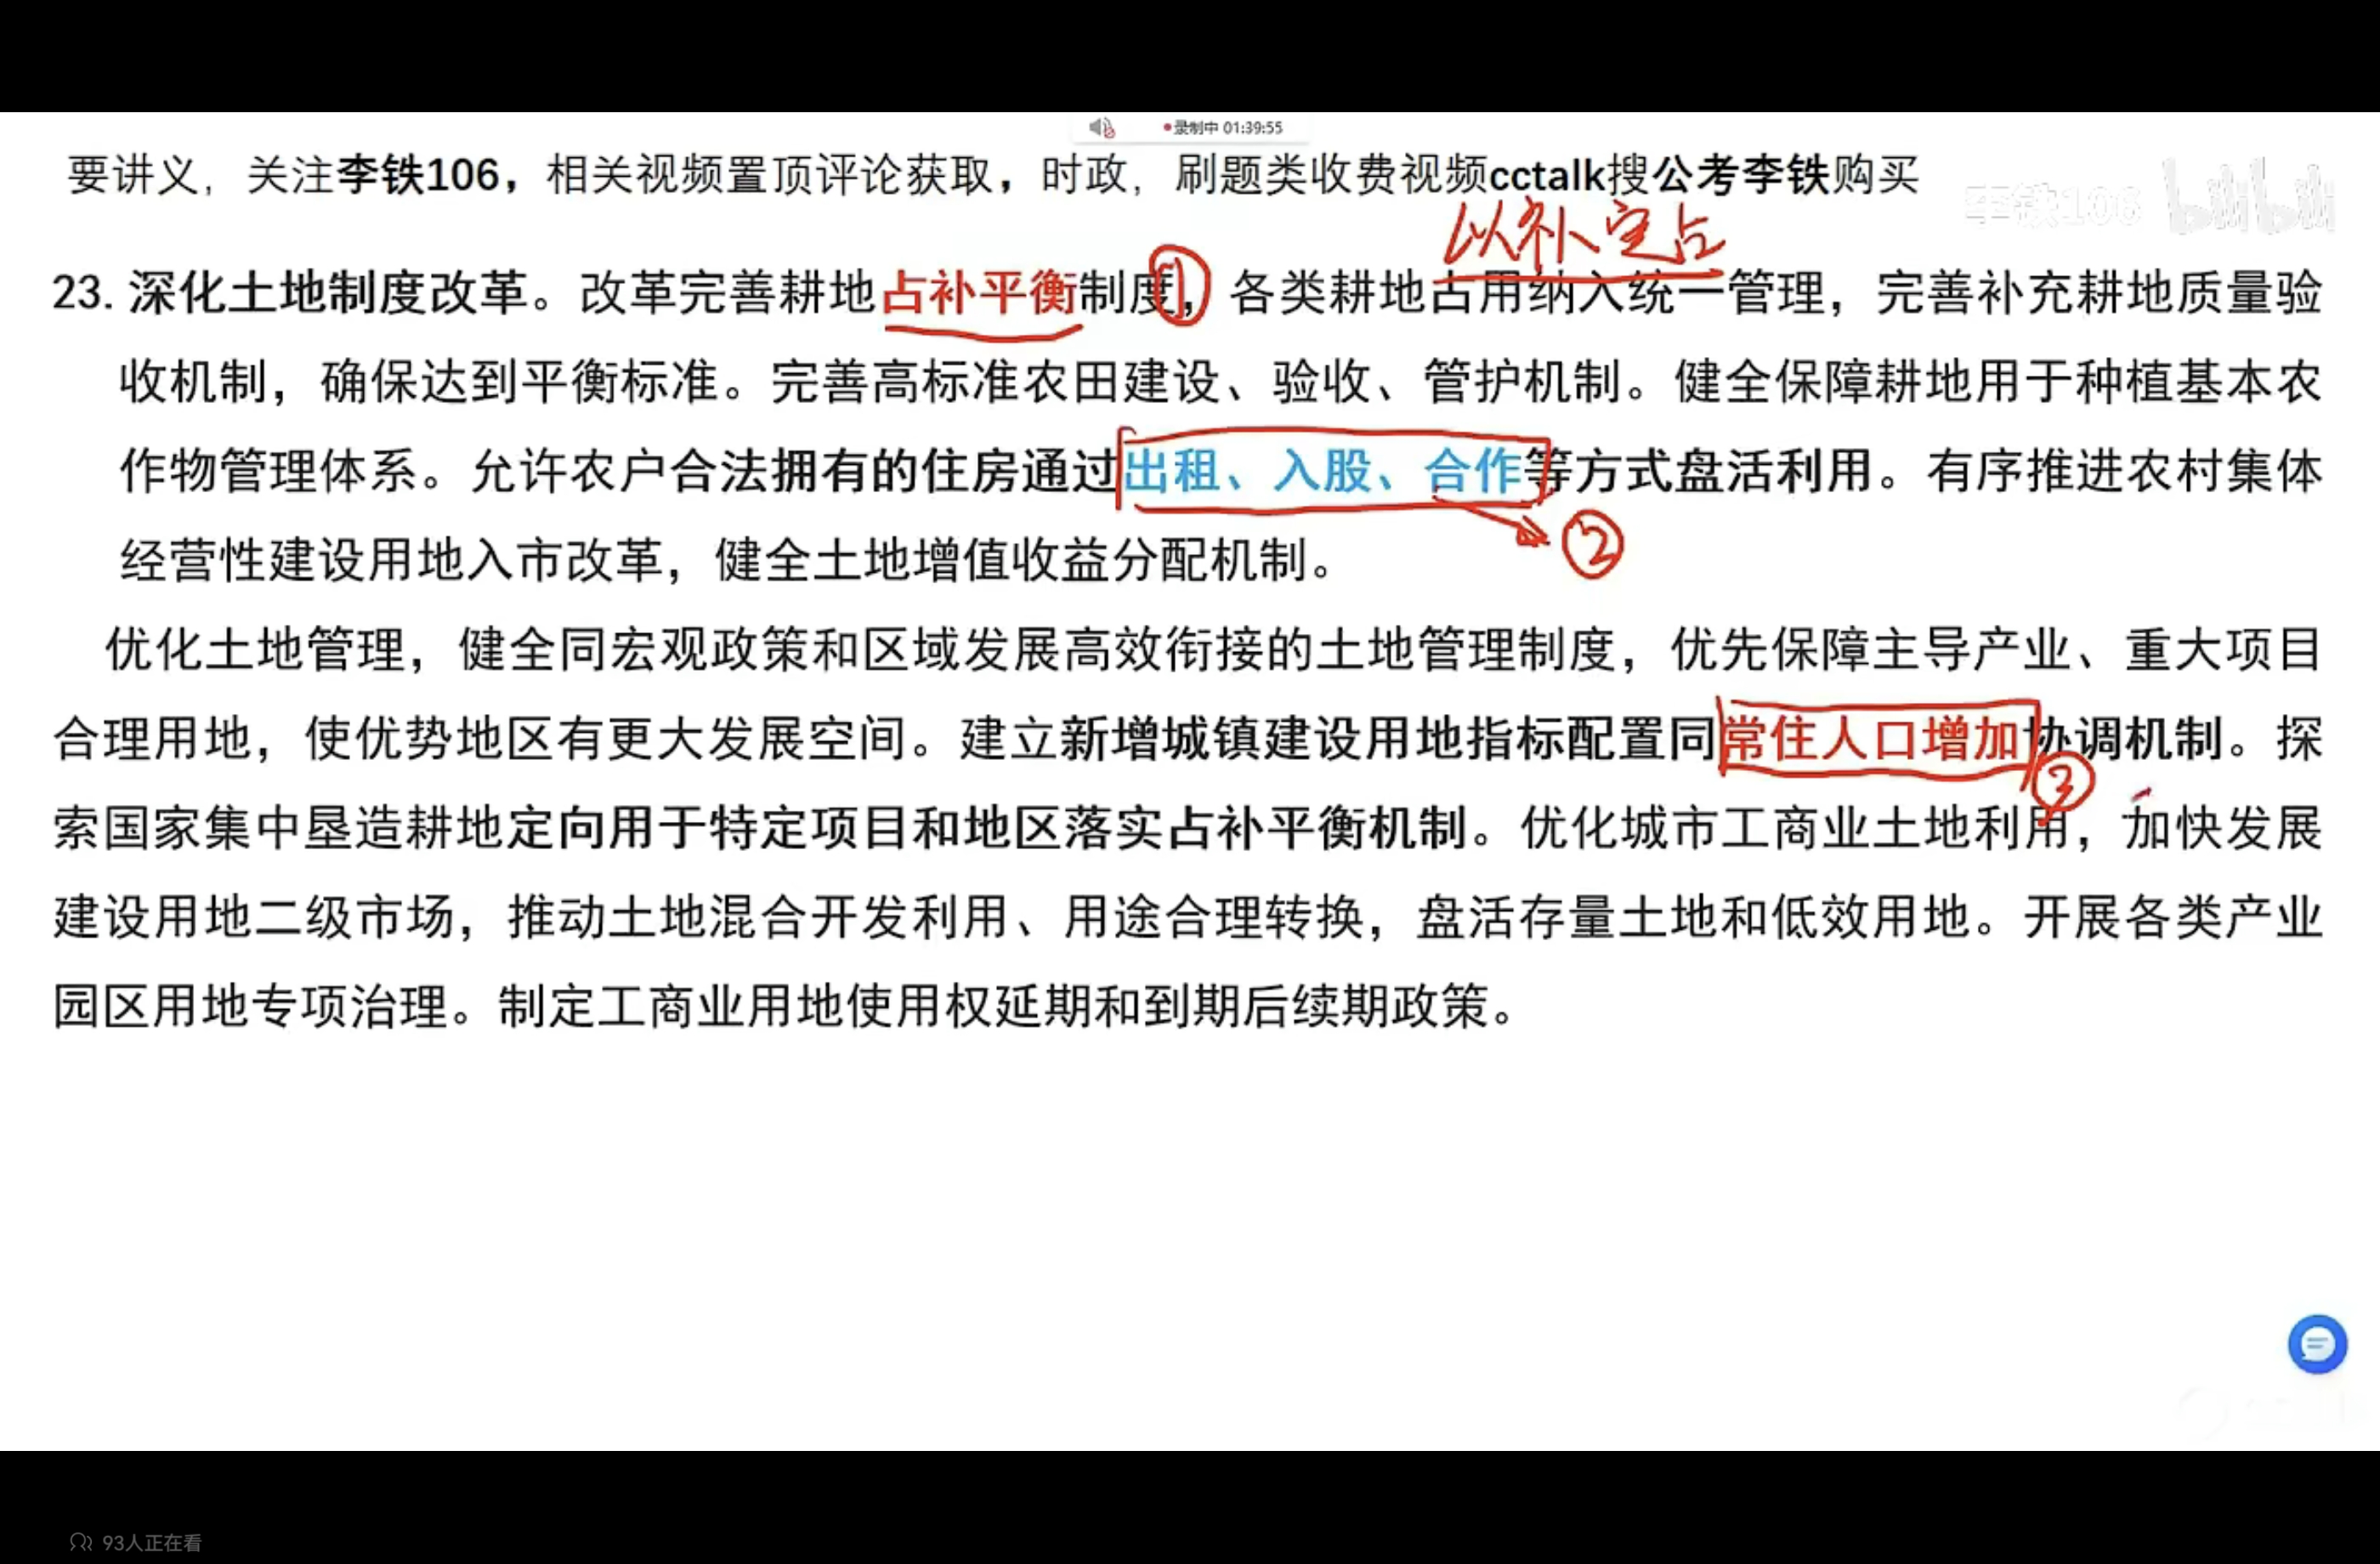 录制中 01:39:55
要讲义，关注李铁106，相关视频置顶评论获取，时政，刷题类收费视频cctalk搜公考李铁购买
李铁106 bilibili
以补定占
23. 深化土地制度改革。改革完善耕地占补平衡制度，各类耕地占用纳入统一管理，完善补充耕地质量验
①
收机制，确保达到平衡标准。完善高标准农田建设、验收、管护机制。健全保障耕地用于种植基本农
作物管理体系。允许农户合法拥有的住房通过出租、入股、合作等方式盘活利用。有序推进农村集体
②
经营性建设用地入市改革，健全土地增值收益分配机制。
优化土地管理，健全同宏观政策和区域发展高效衔接的土地管理制度，优先保障主导产业、重大项目
合理用地，使优势地区有更大发展空间。建立新增城镇建设用地指标配置同常住人口增加协调机制。探
③
索国家集中垦造耕地定向用于特定项目和地区落实占补平衡机制。优化城市工商业土地利用，加快发展
建设用地二级市场，推动土地混合开发利用、用途合理转换，盘活存量土地和低效用地。开展各类产业
园区用地专项治理。制定工商业用地使用权延期和到期后续期政策。
93人正在看